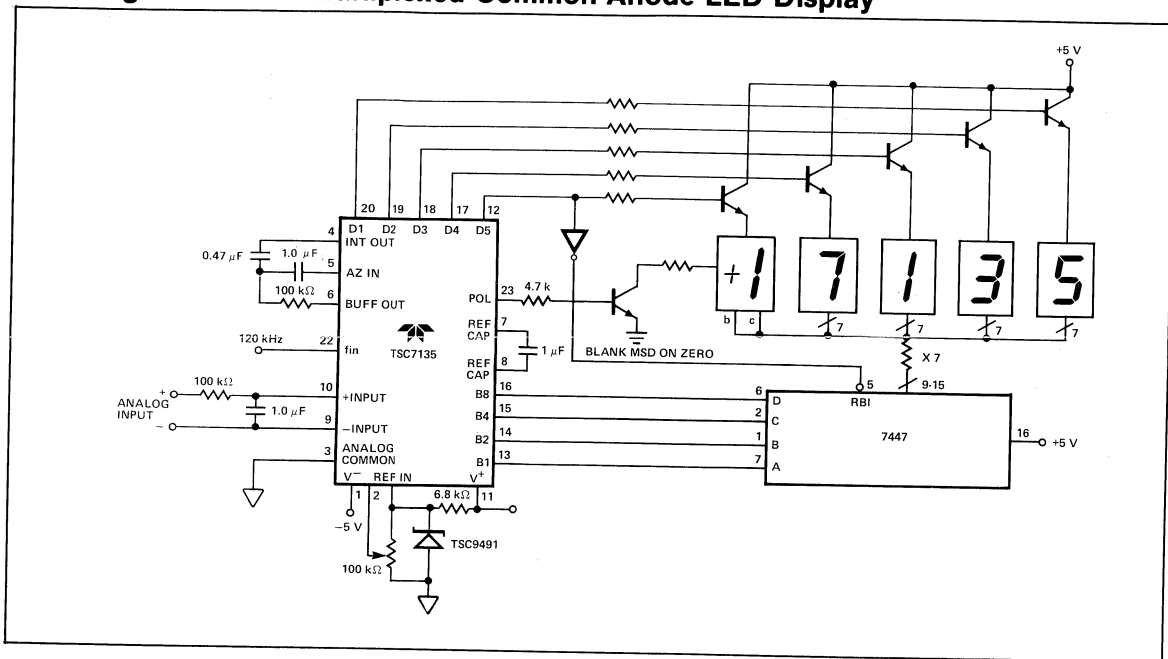 Multiplexed Common Anode LED Display
+5 V
20 19 18 17 12
D1 D2 D3 D4 D5
4 INT OUT
0.47 µF
1.0 µF
5 AZ IN
100 kΩ
6 BUFF OUT
120 kHz
22 fin
TSC7135
POL 23
4.7 k
REF CAP 7
1 µF
REF CAP 8
BLANK MSD ON ZERO
+1 7 1 3 5
b c
7 7 7 7
X 7
9-15
100 kΩ
+
ANALOG INPUT
−
1.0 µF
10 +INPUT
9 −INPUT
3 ANALOG COMMON
B8 16
B4 15
B2 14
B1 13
6 D
2 C
1 B
7 A
5
RBI
7447
16
+5 V
V− REF IN V+
1 2 11
−5 V
6.8 kΩ
100 kΩ
TSC9491